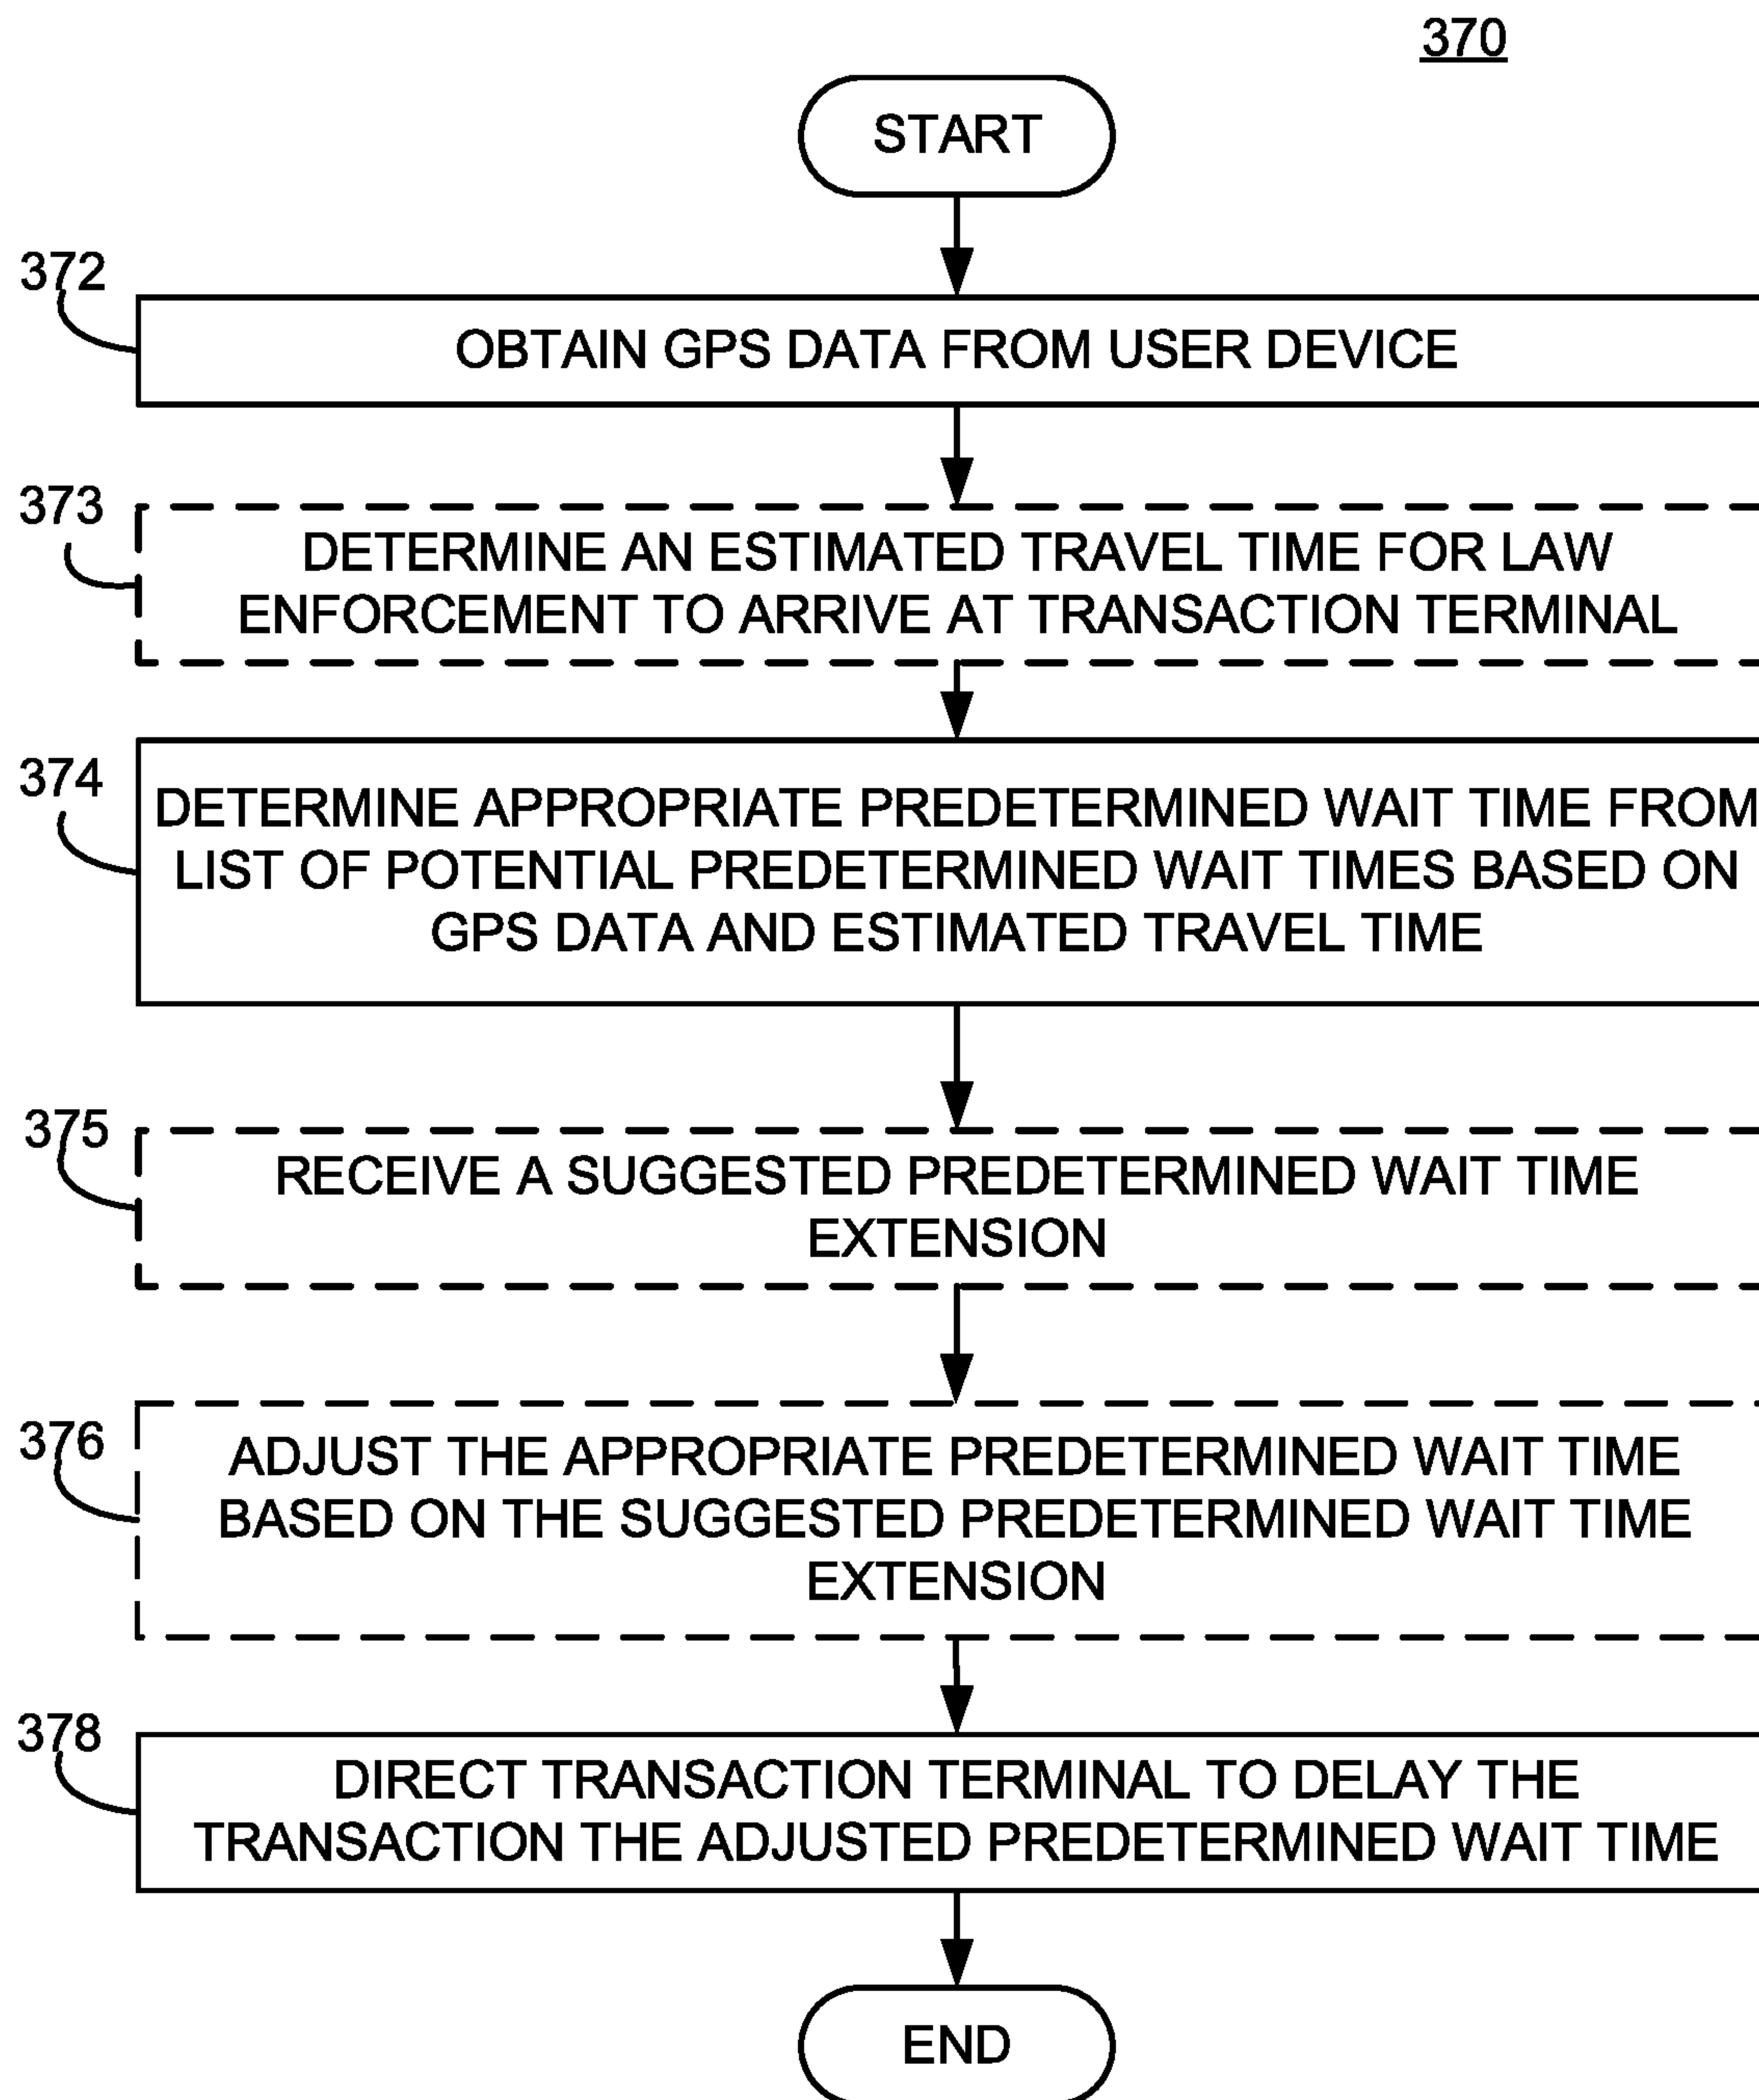 370
START
372
OBTAIN GPS DATA FROM USER DEVICE
373
DETERMINE AN ESTIMATED TRAVEL TIME FOR LAW
ENFORCEMENT TO ARRIVE AT TRANSACTION TERMINAL
374
DETERMINE APPROPRIATE PREDETERMINED WAIT TIME FROM
LIST OF POTENTIAL PREDETERMINED WAIT TIMES BASED ON
GPS DATA AND ESTIMATED TRAVEL TIME
375
RECEIVE A SUGGESTED PREDETERMINED WAIT TIME
EXTENSION
376
ADJUST THE APPROPRIATE PREDETERMINED WAIT TIME
BASED ON THE SUGGESTED PREDETERMINED WAIT TIME
EXTENSION
378
DIRECT TRANSACTION TERMINAL TO DELAY THE
TRANSACTION THE ADJUSTED PREDETERMINED WAIT TIME
END